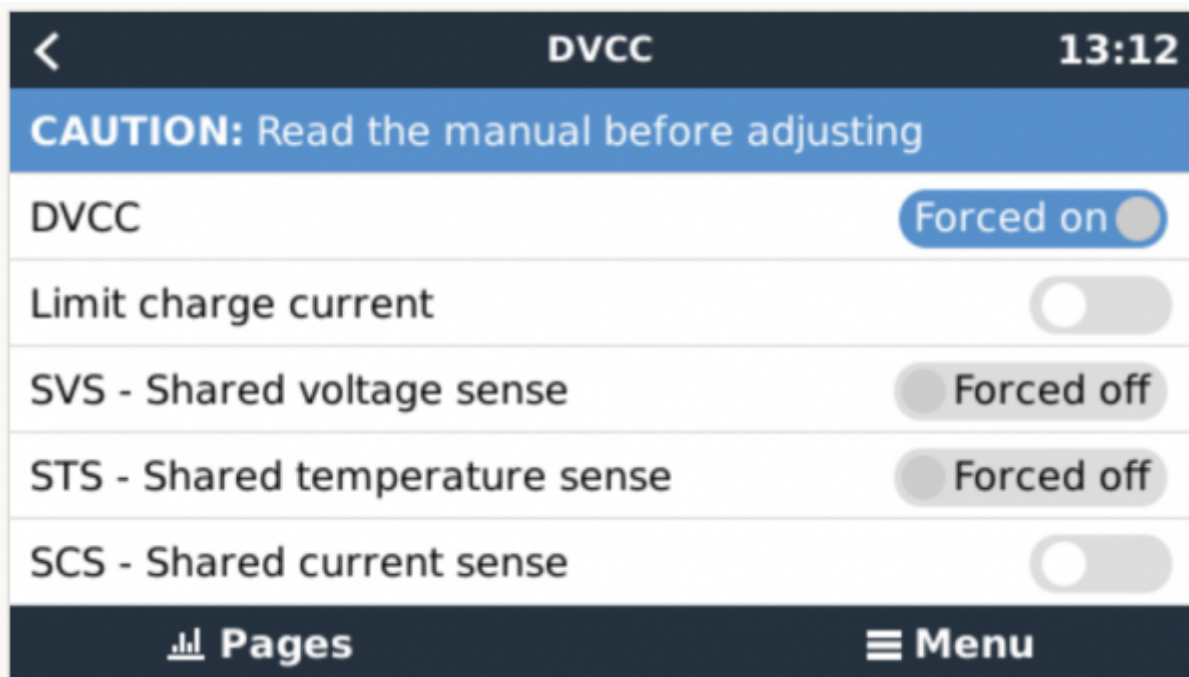 DVCC 13:12
CAUTION: Read the manual before adjusting
DVCC Forced on
Limit charge current
SVS - Shared voltage sense Forced off
STS - Shared temperature sense Forced off
SCS - Shared current sense
Pages Menu